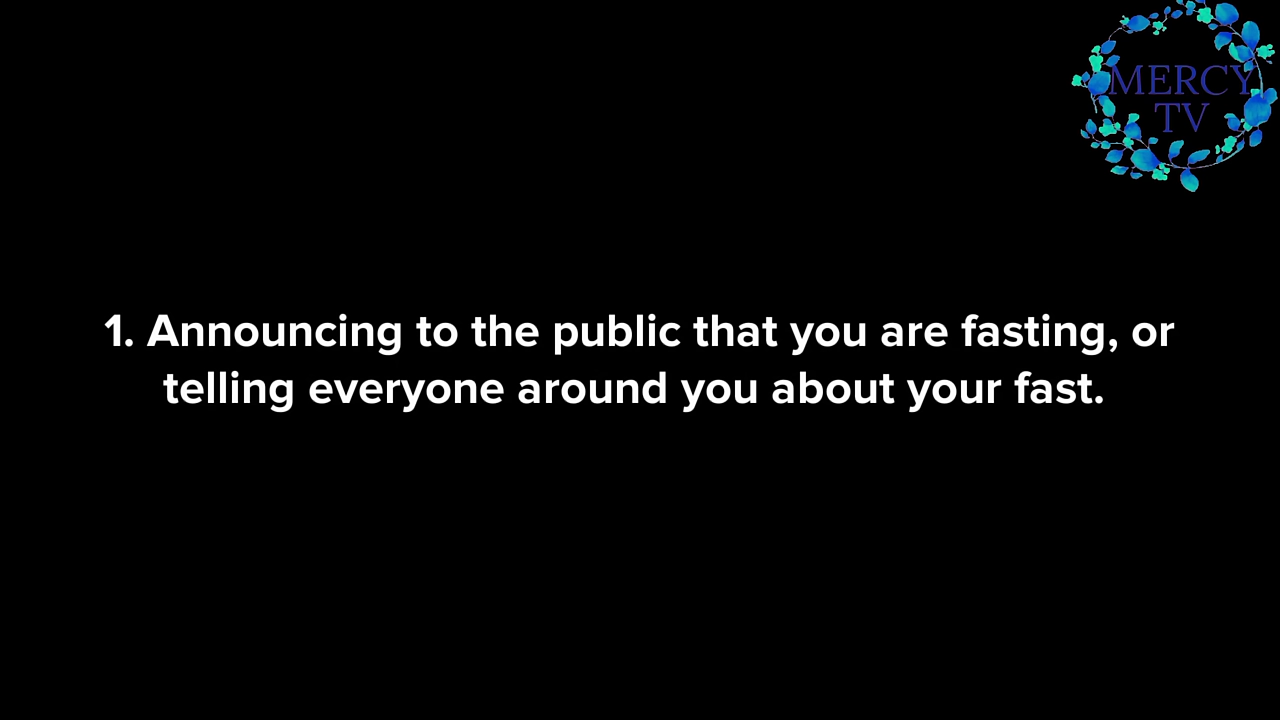 MERCY
TV
1. Announcing to the public that you are fasting, or
telling everyone around you about your fast.